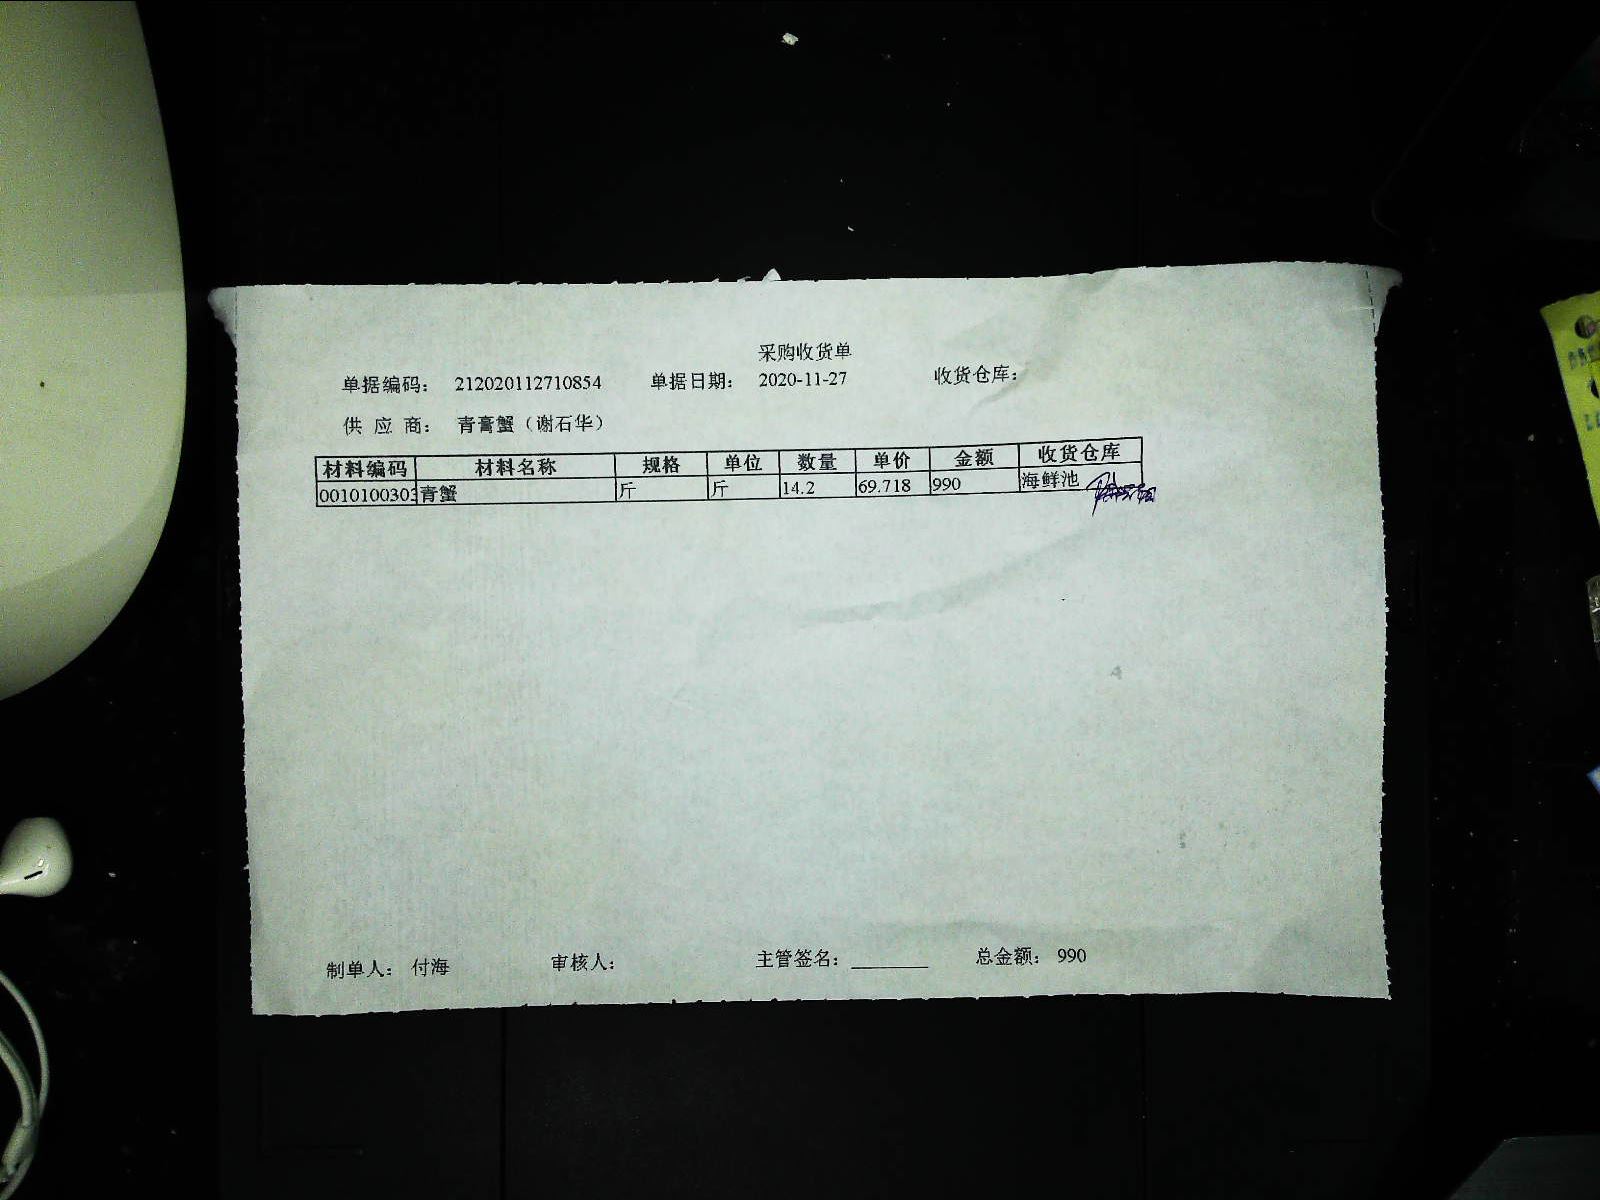 采购收货单
单据编码： 212020112710854 单据日期： 2020-11-27 收货仓库：
供 应 商： 青膏蟹（谢石华）
材料编码 材料名称 规格 单位 数量 单价 金额 收货仓库
0010100303 青蟹 斤 斤 14.2 69.718 990 海鲜池
制单人： 付海 审核人： 主管签名：________ 总金额： 990